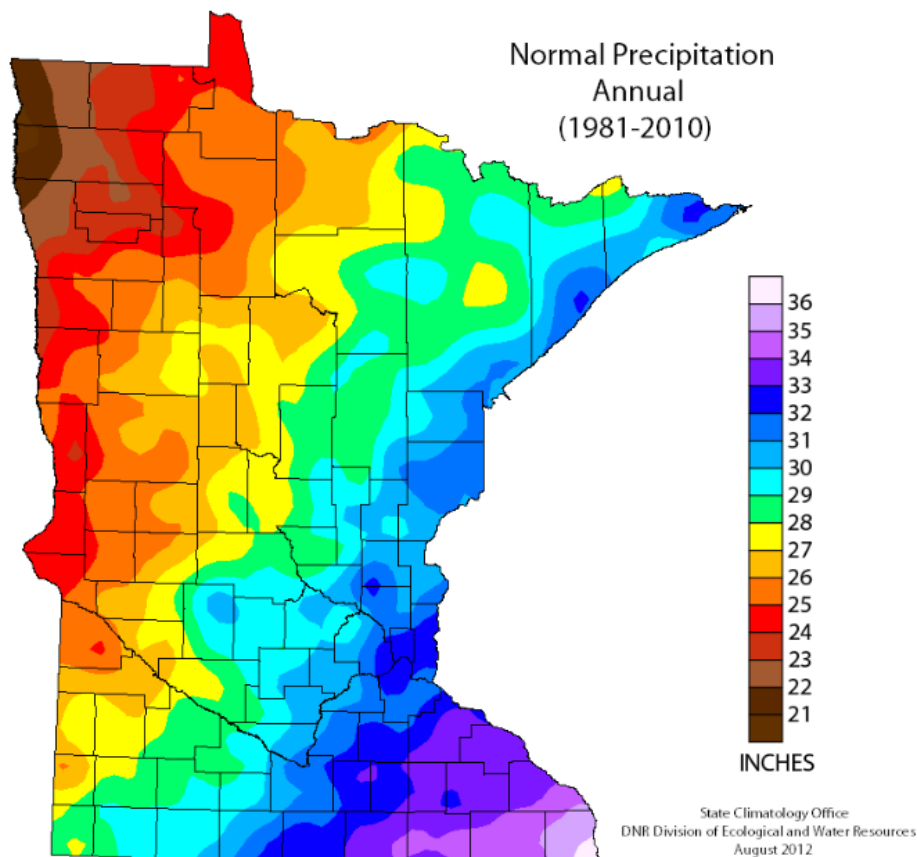 Normal Precipitation
Annual
(1981-2010)
36
35
34
33
32
31
30
29
28
27
26
25
24
23
22
21
INCHES
State Climatology Office
DNR Division of Ecological and Water Resources
August 2012